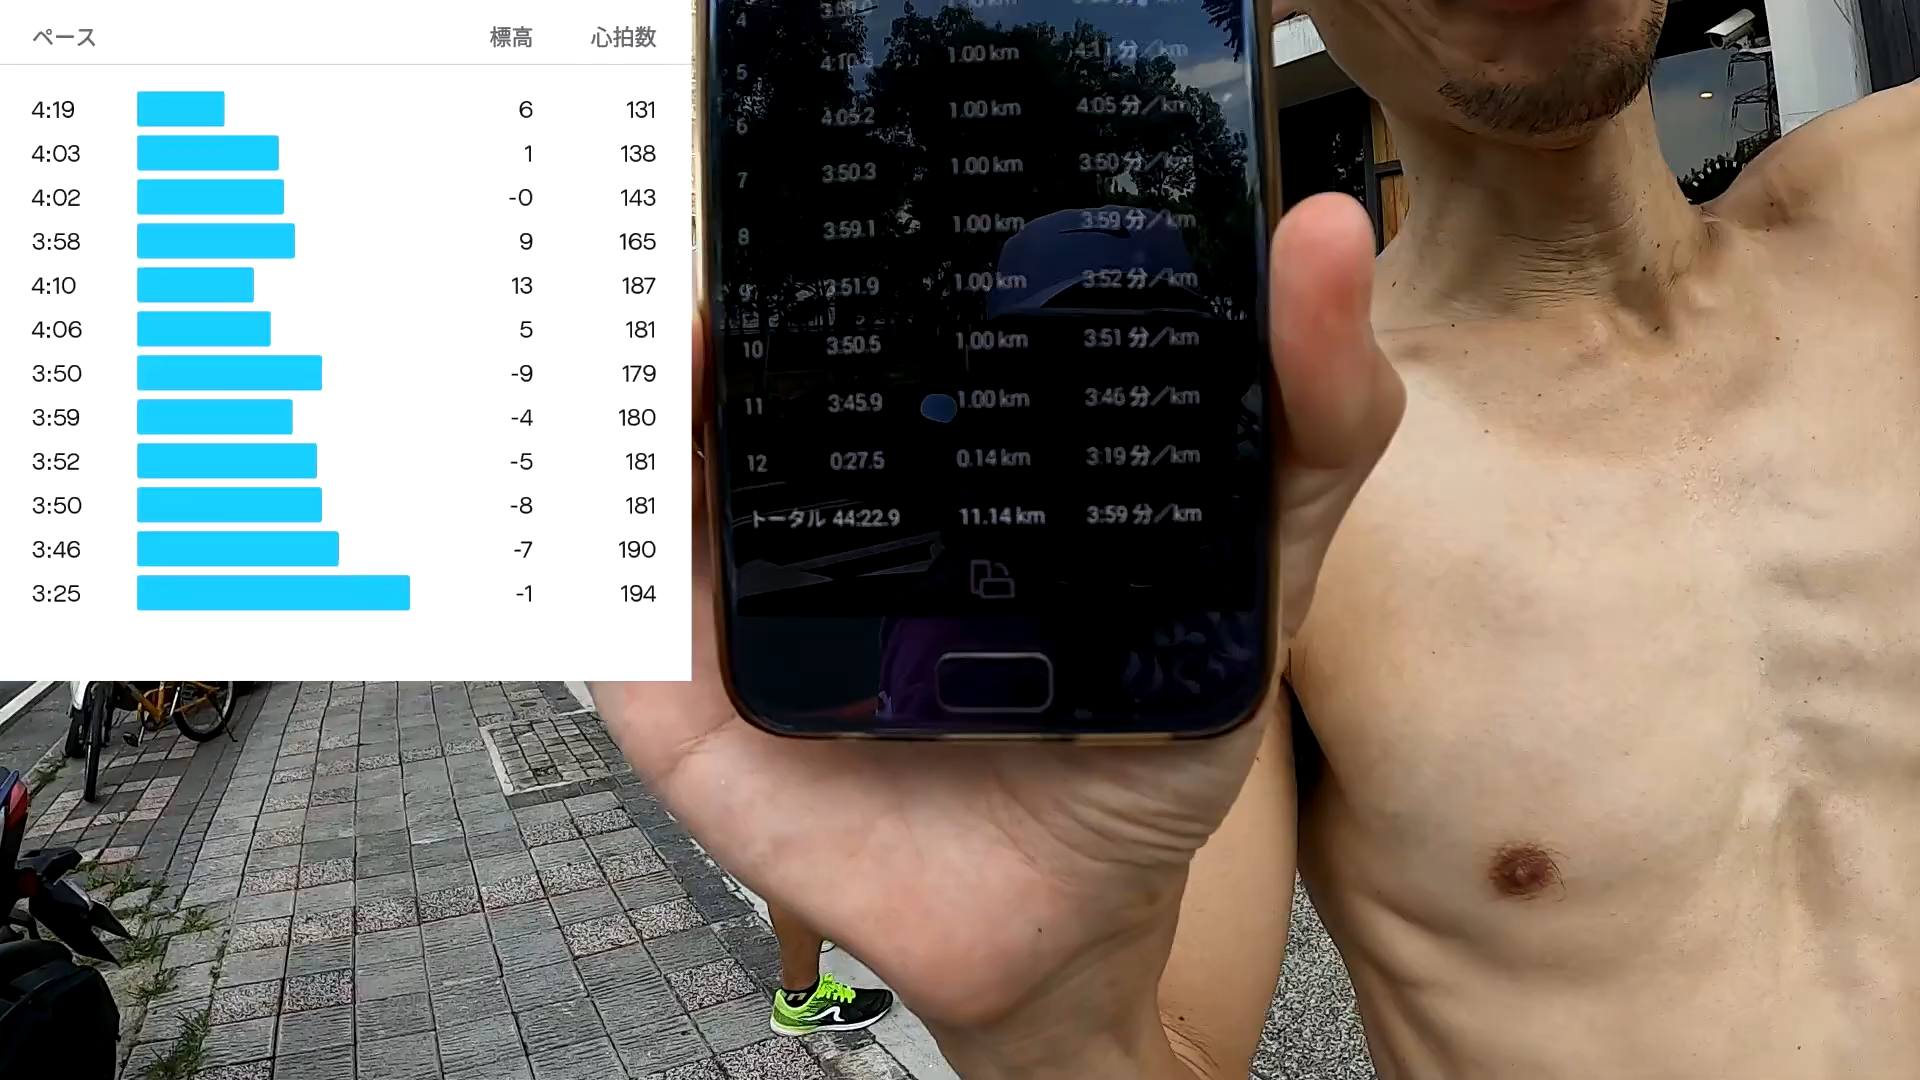 ペース 標高 心拍数
4:19 6 131
4:03 1 138
4:02 -0 143
3:58 9 165
4:10 13 187
4:06 5 181
3:50 -9 179
3:59 -4 180
3:52 -5 181
3:50 -8 181
3:46 -7 190
3:25 -1 194
4
5 4:10.5 1.00 km 4:11 分/km
6 4:05.2 1.00 km 4:05 分/km
7 3:50.3 1.00 km 3:50 分/km
8 3:59.1 1.00 km 3:59 分/km
9 3:51.9 1.00 km 3:52 分/km
10 3:50.5 1.00 km 3:51 分/km
11 3:45.9 1.00 km 3:46 分/km
12 0:27.5 0.14 km 3:19 分/km
トータル 44:22.9 11.14 km 3:59 分/km